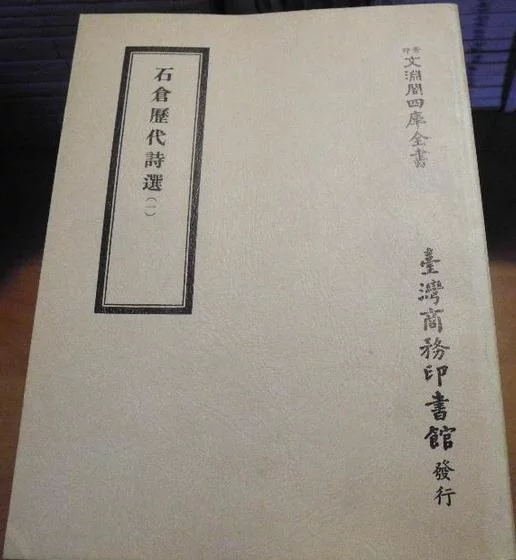 景印文淵閣四庫全書
石倉歷代詩選(一)
臺灣商務印書館發行